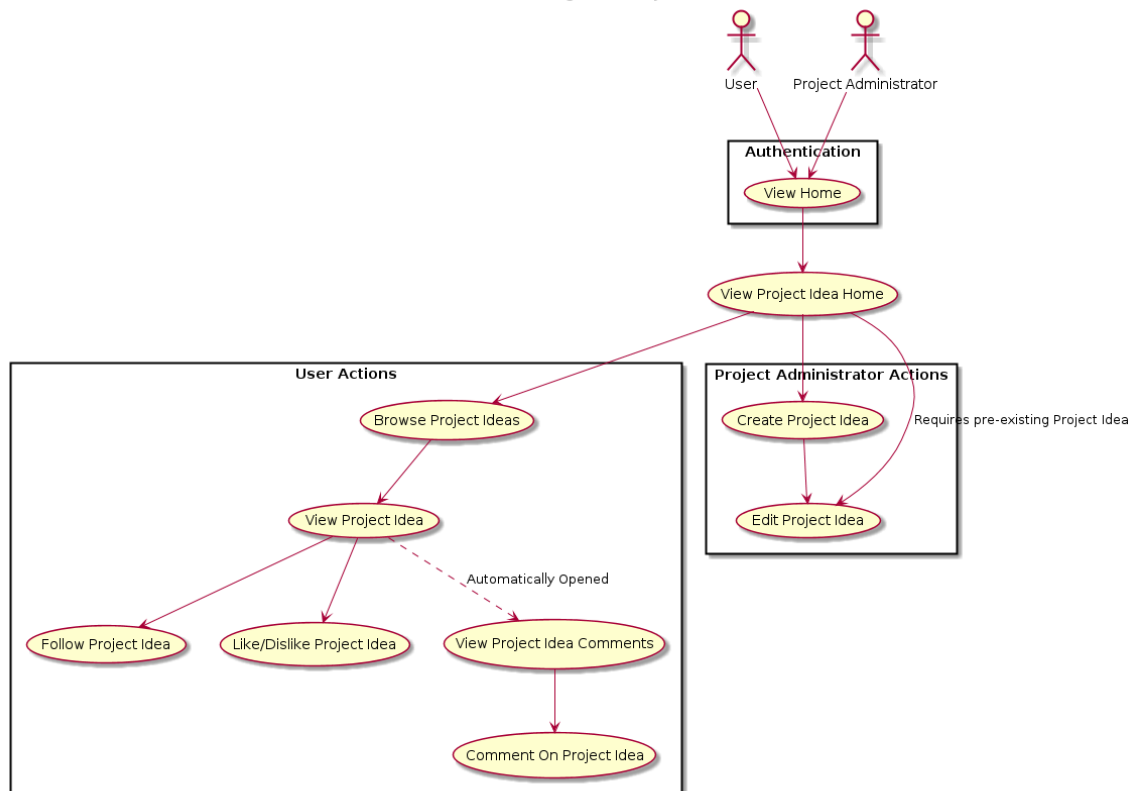 User
Project Administrator
Authentication
View Home
View Project Idea Home
User Actions
Project Administrator Actions
Browse Project Ideas
Create Project Idea
Requires pre-existing Project Idea
View Project Idea
Edit Project Idea
Automatically Opened
Follow Project Idea
Like/Dislike Project Idea
View Project Idea Comments
Comment On Project Idea